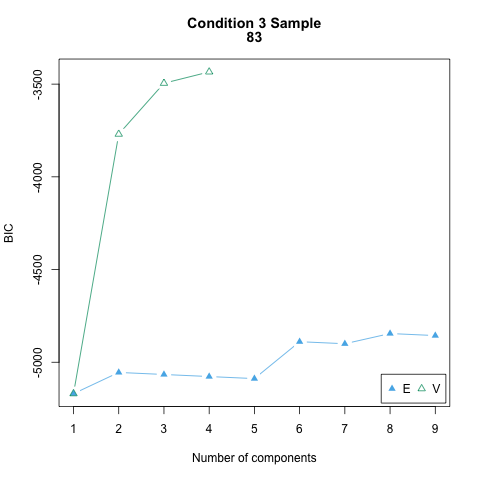 Condition 3 Sample
83
BIC
-3500
-4000
-4500
-5000
1 2 3 4 5 6 7 8 9
Number of components
E V